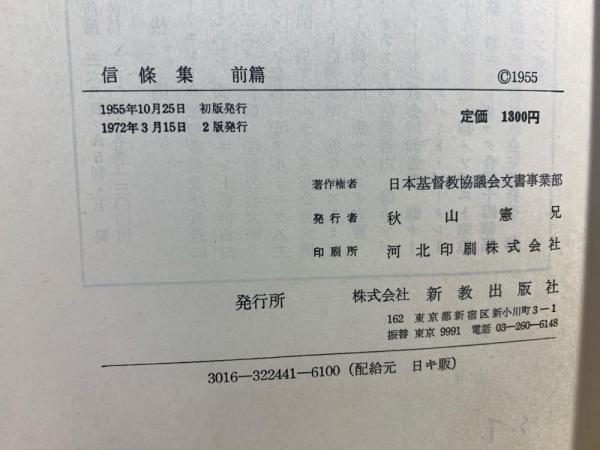 信條集 前篇 ©1955
1955年10月25日 初版発行
1972年3月15日 2版発行
定価 1300円
著作権者 日本基督教協議会文書事業部
発行者 秋山憲兄
印刷所 河北印刷株式会社
発行所 株式会社 新教出版社
162 東京都新宿区新小川町3-1
振替 東京 9991 電話 03-260-6148
3016-322441-6100 (配給元 日キ販)